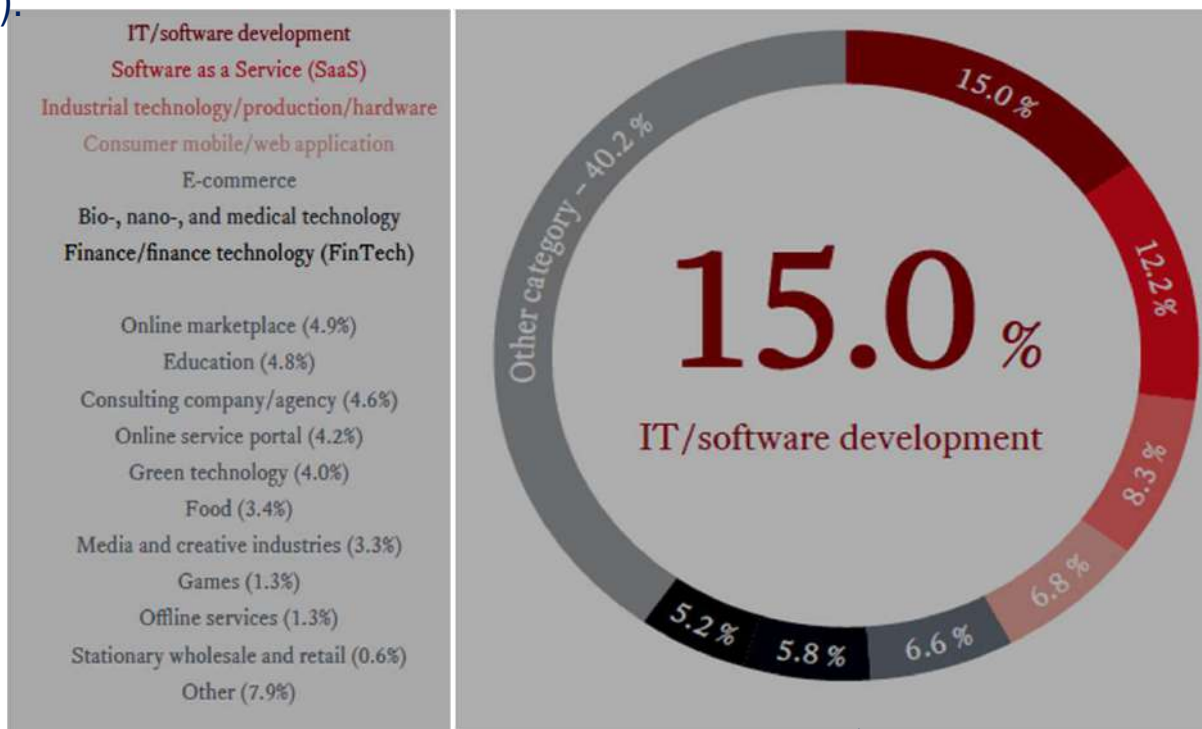 ).
IT/software development
Software as a Service (SaaS)
Industrial technology/production/hardware
Consumer mobile/web application
E-commerce
Bio-, nano-, and medical technology
Finance/finance technology (FinTech)
Online marketplace (4.9%)
Education (4.8%)
Consulting company/agency (4.6%)
Online service portal (4.2%)
Green technology (4.0%)
Food (3.4%)
Media and creative industries (3.3%)
Games (1.3%)
Offline services (1.3%)
Stationary wholesale and retail (0.6%)
Other (7.9%)
15.0 %
12.2 %
8.3 %
6.8 %
6.6 %
5.8 %
5.2 %
Other category – 40.2 %
15.0 %
IT/software development